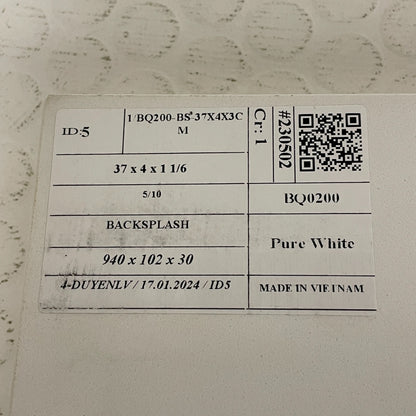 ID:5
1/BQ200-BS*37X4X3C
M
Cr: 1
#230502
37 x 4 x 1 1/6
5/10
BQ0200
BACKSPLASH
Pure White
940 x 102 x 30
4-DUYENLV / 17.01.2024 / ID5
MADE IN VIETNAM